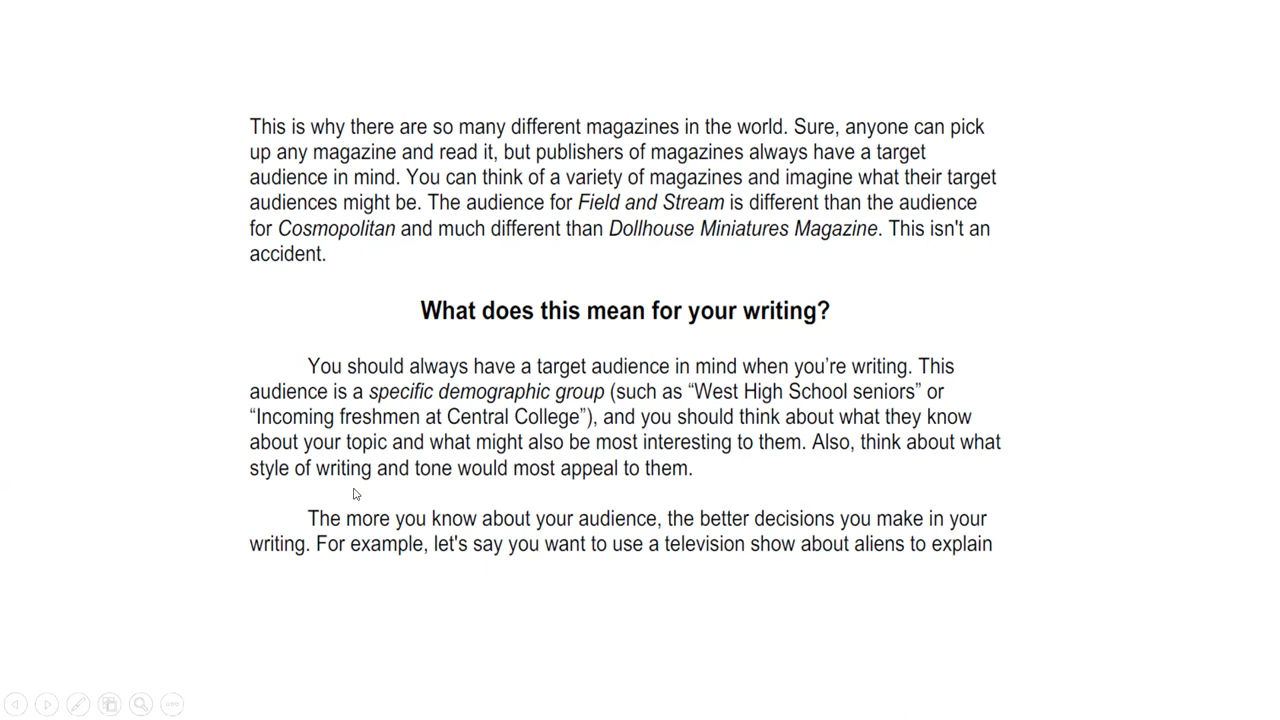 This is why there are so many different magazines in the world. Sure, anyone can pick
up any magazine and read it, but publishers of magazines always have a target
audience in mind. You can think of a variety of magazines and imagine what their target
audiences might be. The audience for Field and Stream is different than the audience
for Cosmopolitan and much different than Dollhouse Miniatures Magazine. This isn't an
accident.
What does this mean for your writing?
You should always have a target audience in mind when you’re writing. This
audience is a specific demographic group (such as “West High School seniors” or
“Incoming freshmen at Central College”), and you should think about what they know
about your topic and what might also be most interesting to them. Also, think about what
style of writing and tone would most appeal to them.
The more you know about your audience, the better decisions you make in your
writing. For example, let's say you want to use a television show about aliens to explain